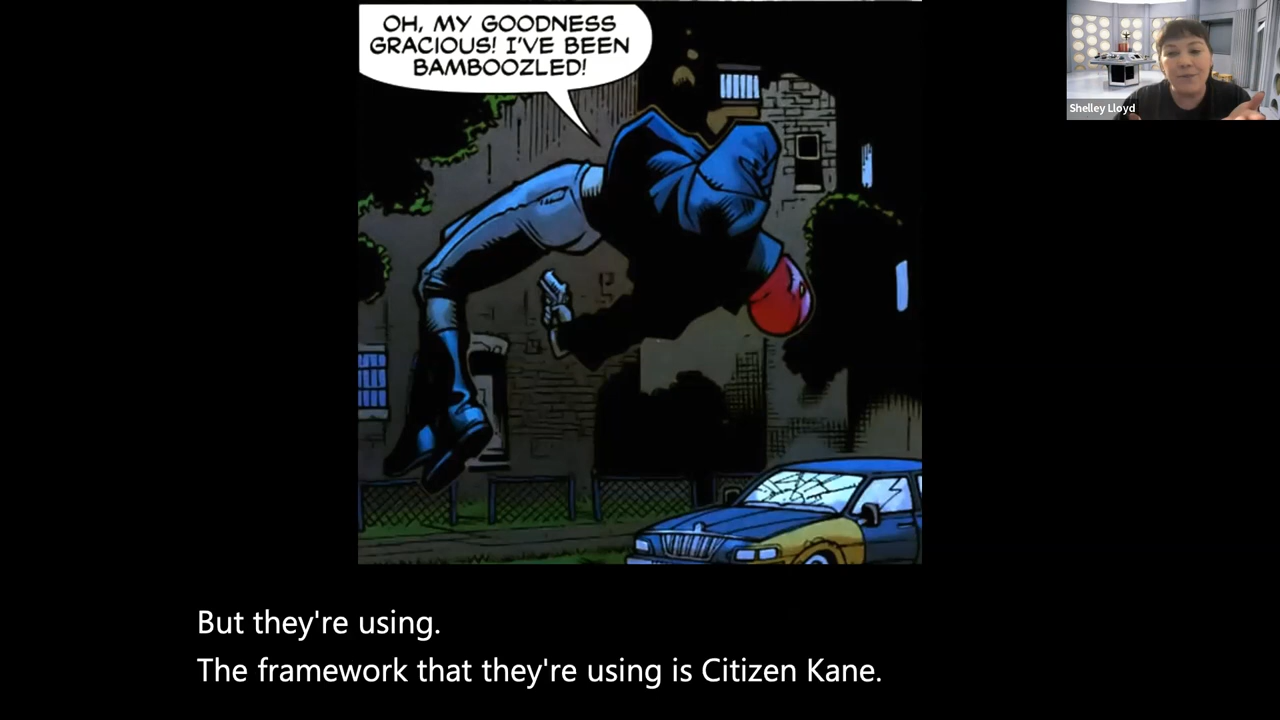 OH, MY GOODNESS
GRACIOUS! I'VE BEEN
BAMBOOZLED!
Shelley Lloyd
But they're using.
The framework that they're using is Citizen Kane.